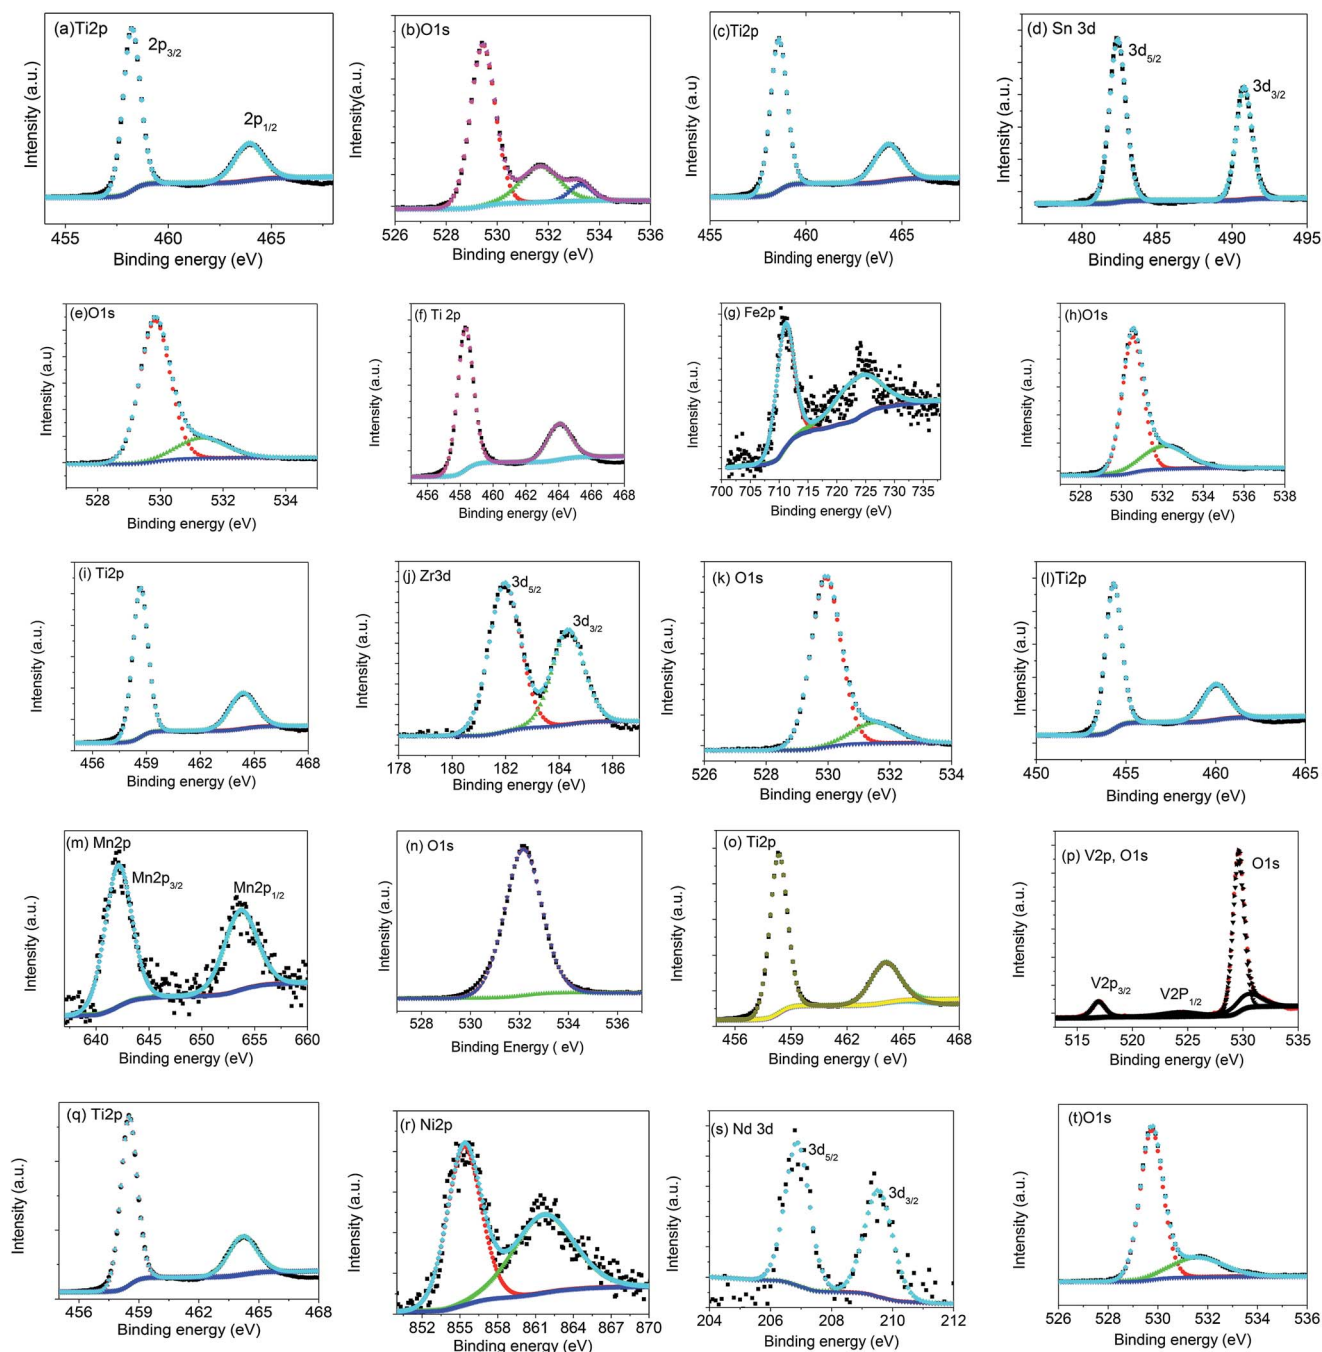 (a)Ti2p
2p3/2
2p1/2
Intensity (a.u.)
455 460 465
Binding energy (eV)
(b)O1s
Intensity(a.u.)
526 528 530 532 534 536
Binding energy (eV)
(c)Ti2p
Intensity (a.u)
455 460 465
Binding energy (eV)
(d) Sn 3d
3d5/2
3d3/2
Intensity (a.u.)
480 485 490 495
Binding energy ( eV)
(e)O1s
Intensity (a.u)
528 530 532 534
Binding energy (eV)
(f) Ti 2p
Intensity (a.u.)
456 458 460 462 464 466 468
Binding energy (eV)
(g) Fe2p
Intensity (a.u.)
700 705 710 715 720 725 730 735
Binding energy (eV)
(h)O1s
Intensity (a.u.)
528 530 532 534 536 538
Binding energy (eV)
(i) Ti2p
Intensity (a.u.)
456 459 462 465 468
Binding energy (eV)
(j) Zr3d
3d5/2
3d3/2
Intensity (a.u.)
178 180 182 184 186
Binding energy (eV)
(k) O1s
Intensity (a.u.)
526 528 530 532 534
Binding energy (eV)
(l)Ti2p
Intensity (a.u.)
450 455 460 465
Binding energy (eV)
(m) Mn2p
Mn2p3/2
Mn2p1/2
Intensity (a.u.)
640 645 650 655 660
Binding energy (eV)
(n) O1s
Intensity (a.u.)
528 530 532 534 536
Binding Energy ( eV)
(o) Ti2p
Intensity (a.u.)
456 459 462 465 468
Binding energy ( eV)
(p) V2p, O1s
O1s
V2p3/2
V2P1/2
Intensity (a.u.)
515 520 525 530 535
Binding energy (eV)
(q) Ti2p
Intensity (a.u.)
456 459 462 465 468
Binding energy (eV)
(r) Ni2p
Intensity (a.u.)
852 855 858 861 864 867 870
Binding energy (eV)
(s) Nd 3d
3d5/2
3d3/2
Intensity (a.u.)
204 206 207 208 209 210 211 212
Binding energy (eV)
(t)O1s
Intensity (a.u.)
526 528 530 532 534 536
Binding energy (eV)